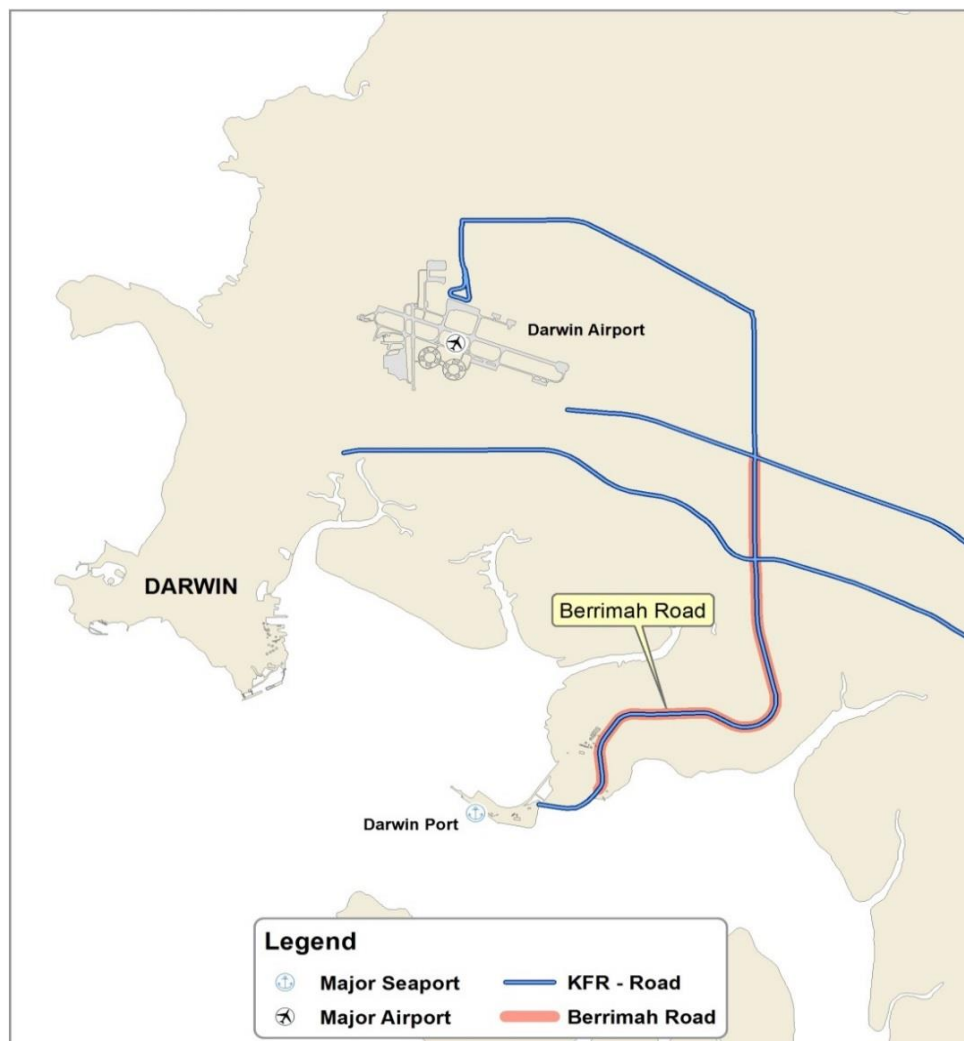 Darwin Airport
DARWIN
Berrimah Road
Darwin Port
Legend
Major Seaport
KFR - Road
Major Airport
Berrimah Road